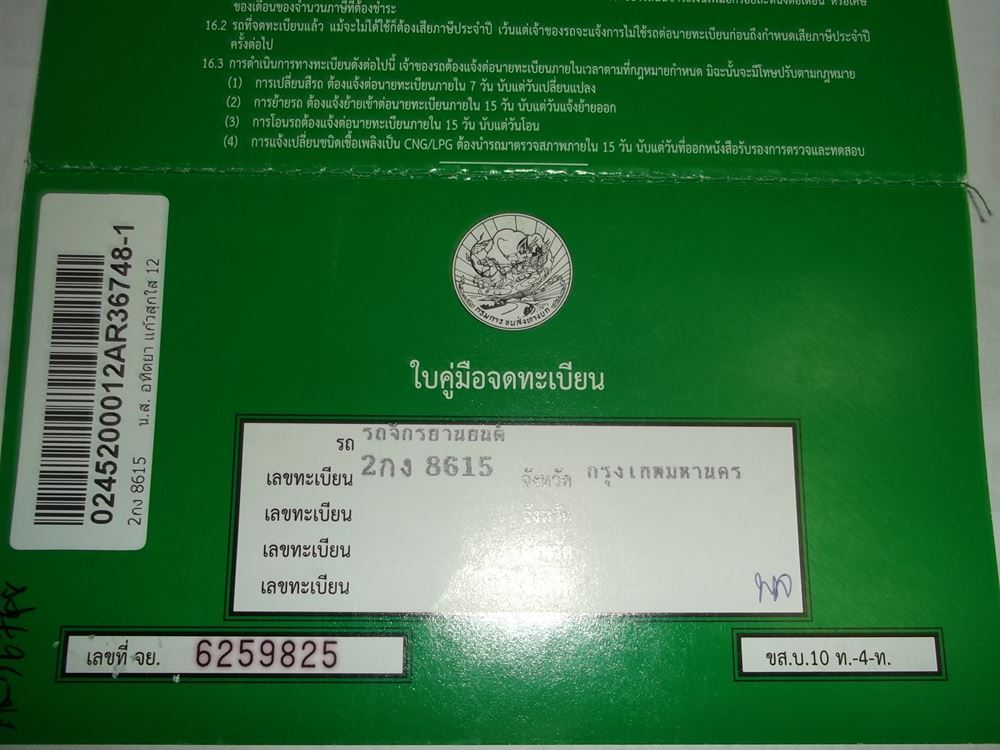 ของเดือนของจำนวนภาษีที่ต้องชำระ
16.2 รถที่จดทะเบียนแล้ว แม้จะไม่ได้ใช้ก็ต้องเสียภาษีประจำปี เว้นแต่เจ้าของรถจะแจ้งการไม่ใช้รถต่อนายทะเบียนก่อนถึงกำหนดเสียภาษีประจำปี
ครั้งต่อไป
16.3 การดำเนินการทางทะเบียนดังต่อไปนี้ เจ้าของรถต้องแจ้งต่อนายทะเบียนภายในเวลาตามที่กฎหมายกำหนด มิฉะนั้นจะมีโทษปรับตามกฎหมาย
(1) การเปลี่ยนสีรถ ต้องแจ้งต่อนายทะเบียนภายใน 7 วัน นับแต่วันเปลี่ยนแปลง
(2) การย้ายรถ ต้องแจ้งย้ายเข้าต่อนายทะเบียนภายใน 15 วัน นับแต่วันแจ้งย้ายออก
(3) การโอนรถต้องแจ้งต่อนายทะเบียนภายใน 15 วัน นับแต่วันโอน
(4) การแจ้งเปลี่ยนชนิดเชื้อเพลิงเป็น CNG/LPG ต้องนำรถมาตรวจสภาพภายใน 15 วัน นับแต่วันที่ออกหนังสือรับรองการตรวจและทดสอบ
0245200012AR36748-1
2กง 8615 น.ส. อทิตยา แก้วสุกใส 12
กรมการขนส่งทางบก
ใบคู่มือจดทะเบียน
รถ รถจักรยานยนต์
เลขทะเบียน 2กง 8615 จังหวัด กรุงเทพมหานคร
เลขทะเบียน จังหวัด
เลขทะเบียน
เลขทะเบียน
เลขที่ จย. 6259825
ขส.บ.10 ท.-4-ท.